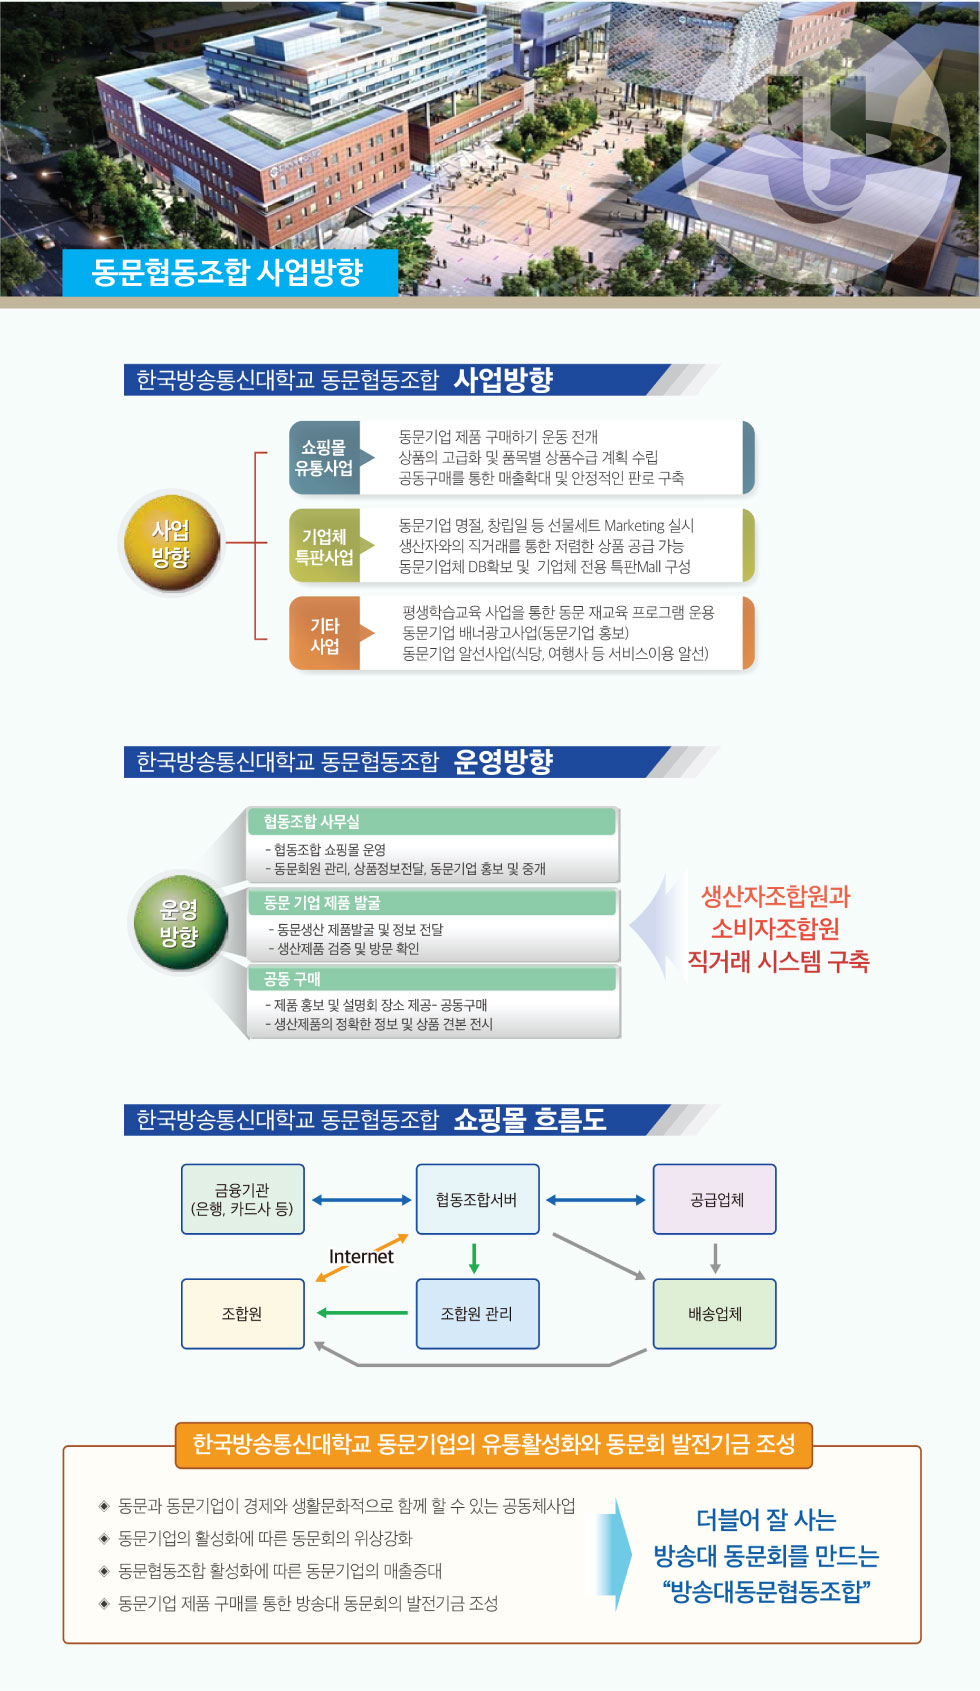 동문협동조합 사업방향
한국방송통신대학교 동문협동조합 사업방향
사업
방향
쇼핑몰
유통사업
동문기업 제품 구매하기 운동 전개
상품의 고급화 및 품목별 상품수급 계획 수립
공동구매를 통한 매출확대 및 안정적인 판로 구축
기업체
특판사업
동문기업 명절, 창립일 등 선물세트 Marketing 실시
생산자와의 직거래를 통한 저렴한 상품 공급 가능
동문기업체 DB확보 및 기업체 전용 특판Mall 구성
기타
사업
평생학습교육 사업을 통한 동문 재교육 프로그램 운용
동문기업 배너광고사업(동문기업 홍보)
동문기업 알선사업(식당, 여행사 등 서비스이용 알선)
한국방송통신대학교 동문협동조합 운영방향
운영
방향
협동조합 사무실
- 협동조합 쇼핑몰 운영
- 동문회원 관리, 상품정보전달, 동문기업 홍보 및 중개
동문 기업 제품 발굴
- 동문생산 제품발굴 및 정보 전달
- 생산제품 검증 및 방문 확인
공동 구매
- 제품 홍보 및 설명회 장소 제공- 공동구매
- 생산제품의 정확한 정보 및 상품 견본 전시
생산자조합원과
소비자조합원
직거래 시스템 구축
한국방송통신대학교 동문협동조합 쇼핑몰 흐름도
금융기관
(은행, 카드사 등)
협동조합서버
공급업체
Internet
조합원
조합원 관리
배송업체
한국방송통신대학교 동문기업의 유통활성화와 동문회 발전기금 조성
◈ 동문과 동문기업이 경제와 생활문화적으로 함께 할 수 있는 공동체사업
◈ 동문기업의 활성화에 따른 동문회의 위상강화
◈ 동문협동조합 활성화에 따른 동문기업의 매출증대
◈ 동문기업 제품 구매를 통한 방송대 동문회의 발전기금 조성
더불어 잘 사는
방송대 동문회를 만드는
“방송대동문협동조합”